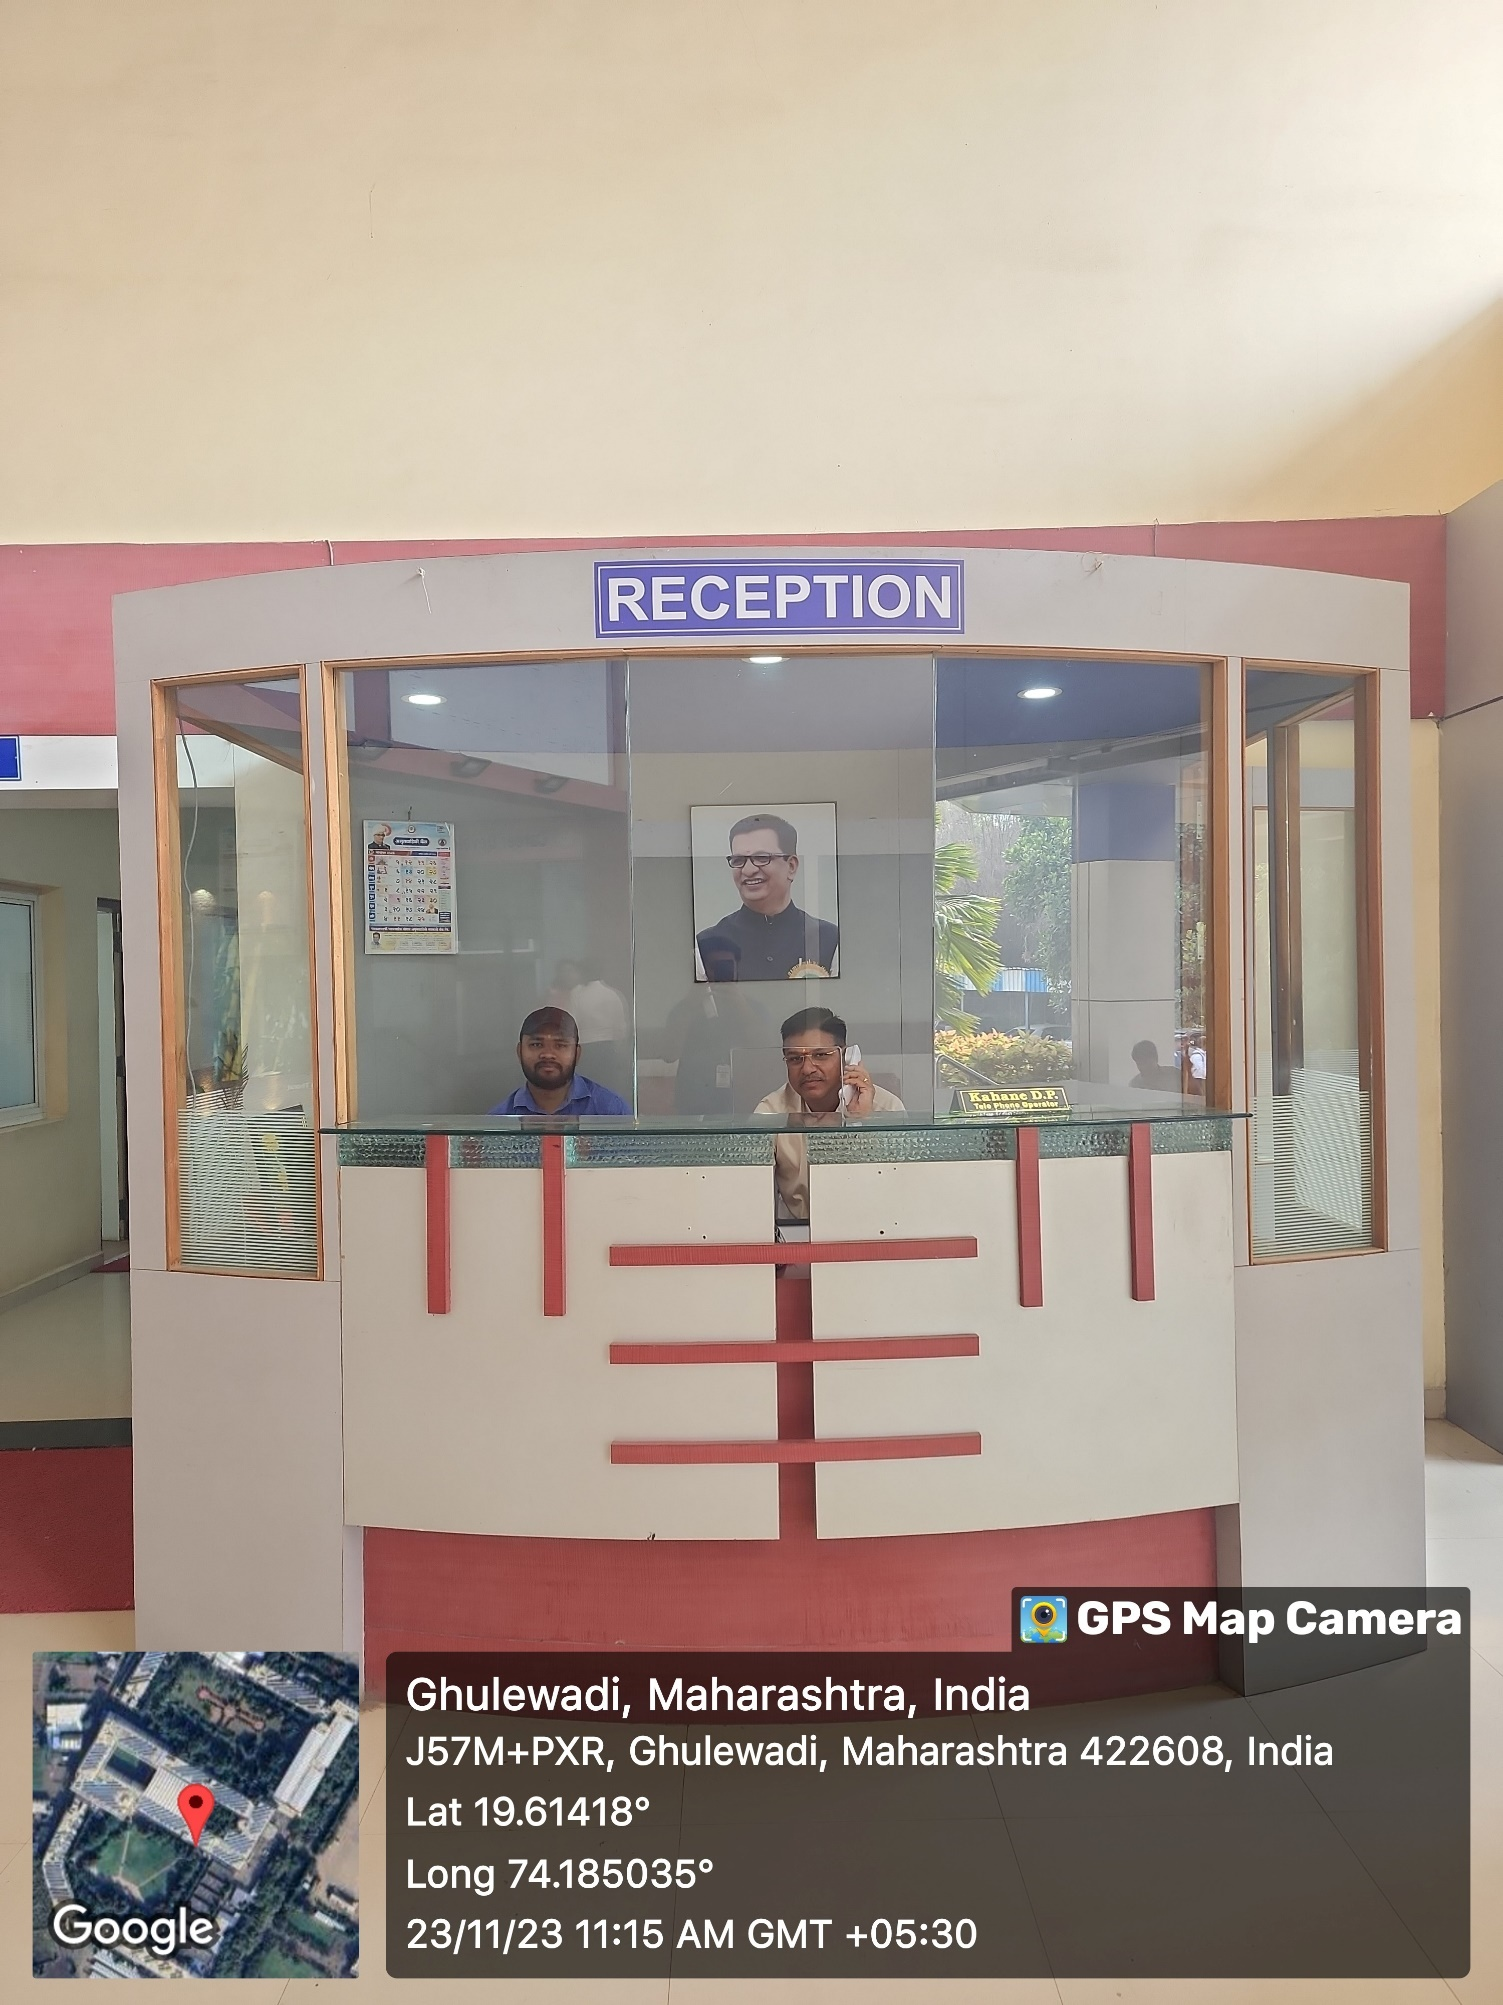 RECEPTION
Kahane D.P.
Tele Phone Operator
GPS Map Camera
Ghulewadi, Maharashtra, India
J57M+PXR, Ghulewadi, Maharashtra 422608, India
Lat 19.61418°
Long 74.185035°
23/11/23 11:15 AM GMT +05:30
Google